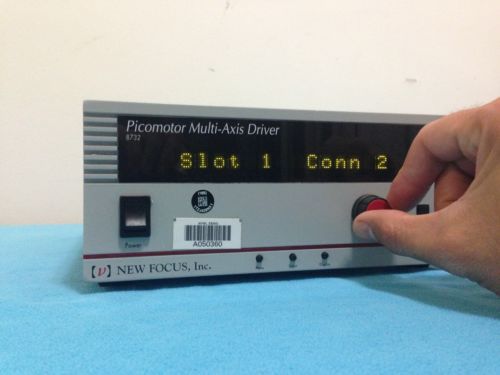 Picomotor Multi-Axis Driver
8732
Slot 1 Conn 2
A050360
Power
[ν] NEW FOCUS, Inc.